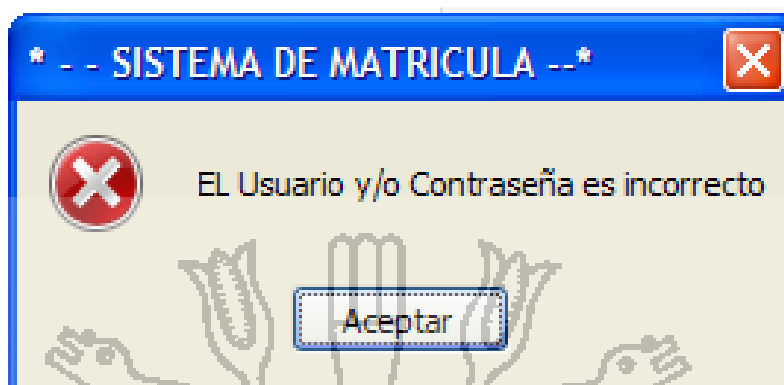 * - - SISTEMA DE MATRICULA --*
EL Usuario y/o Contraseña es incorrecto
Aceptar